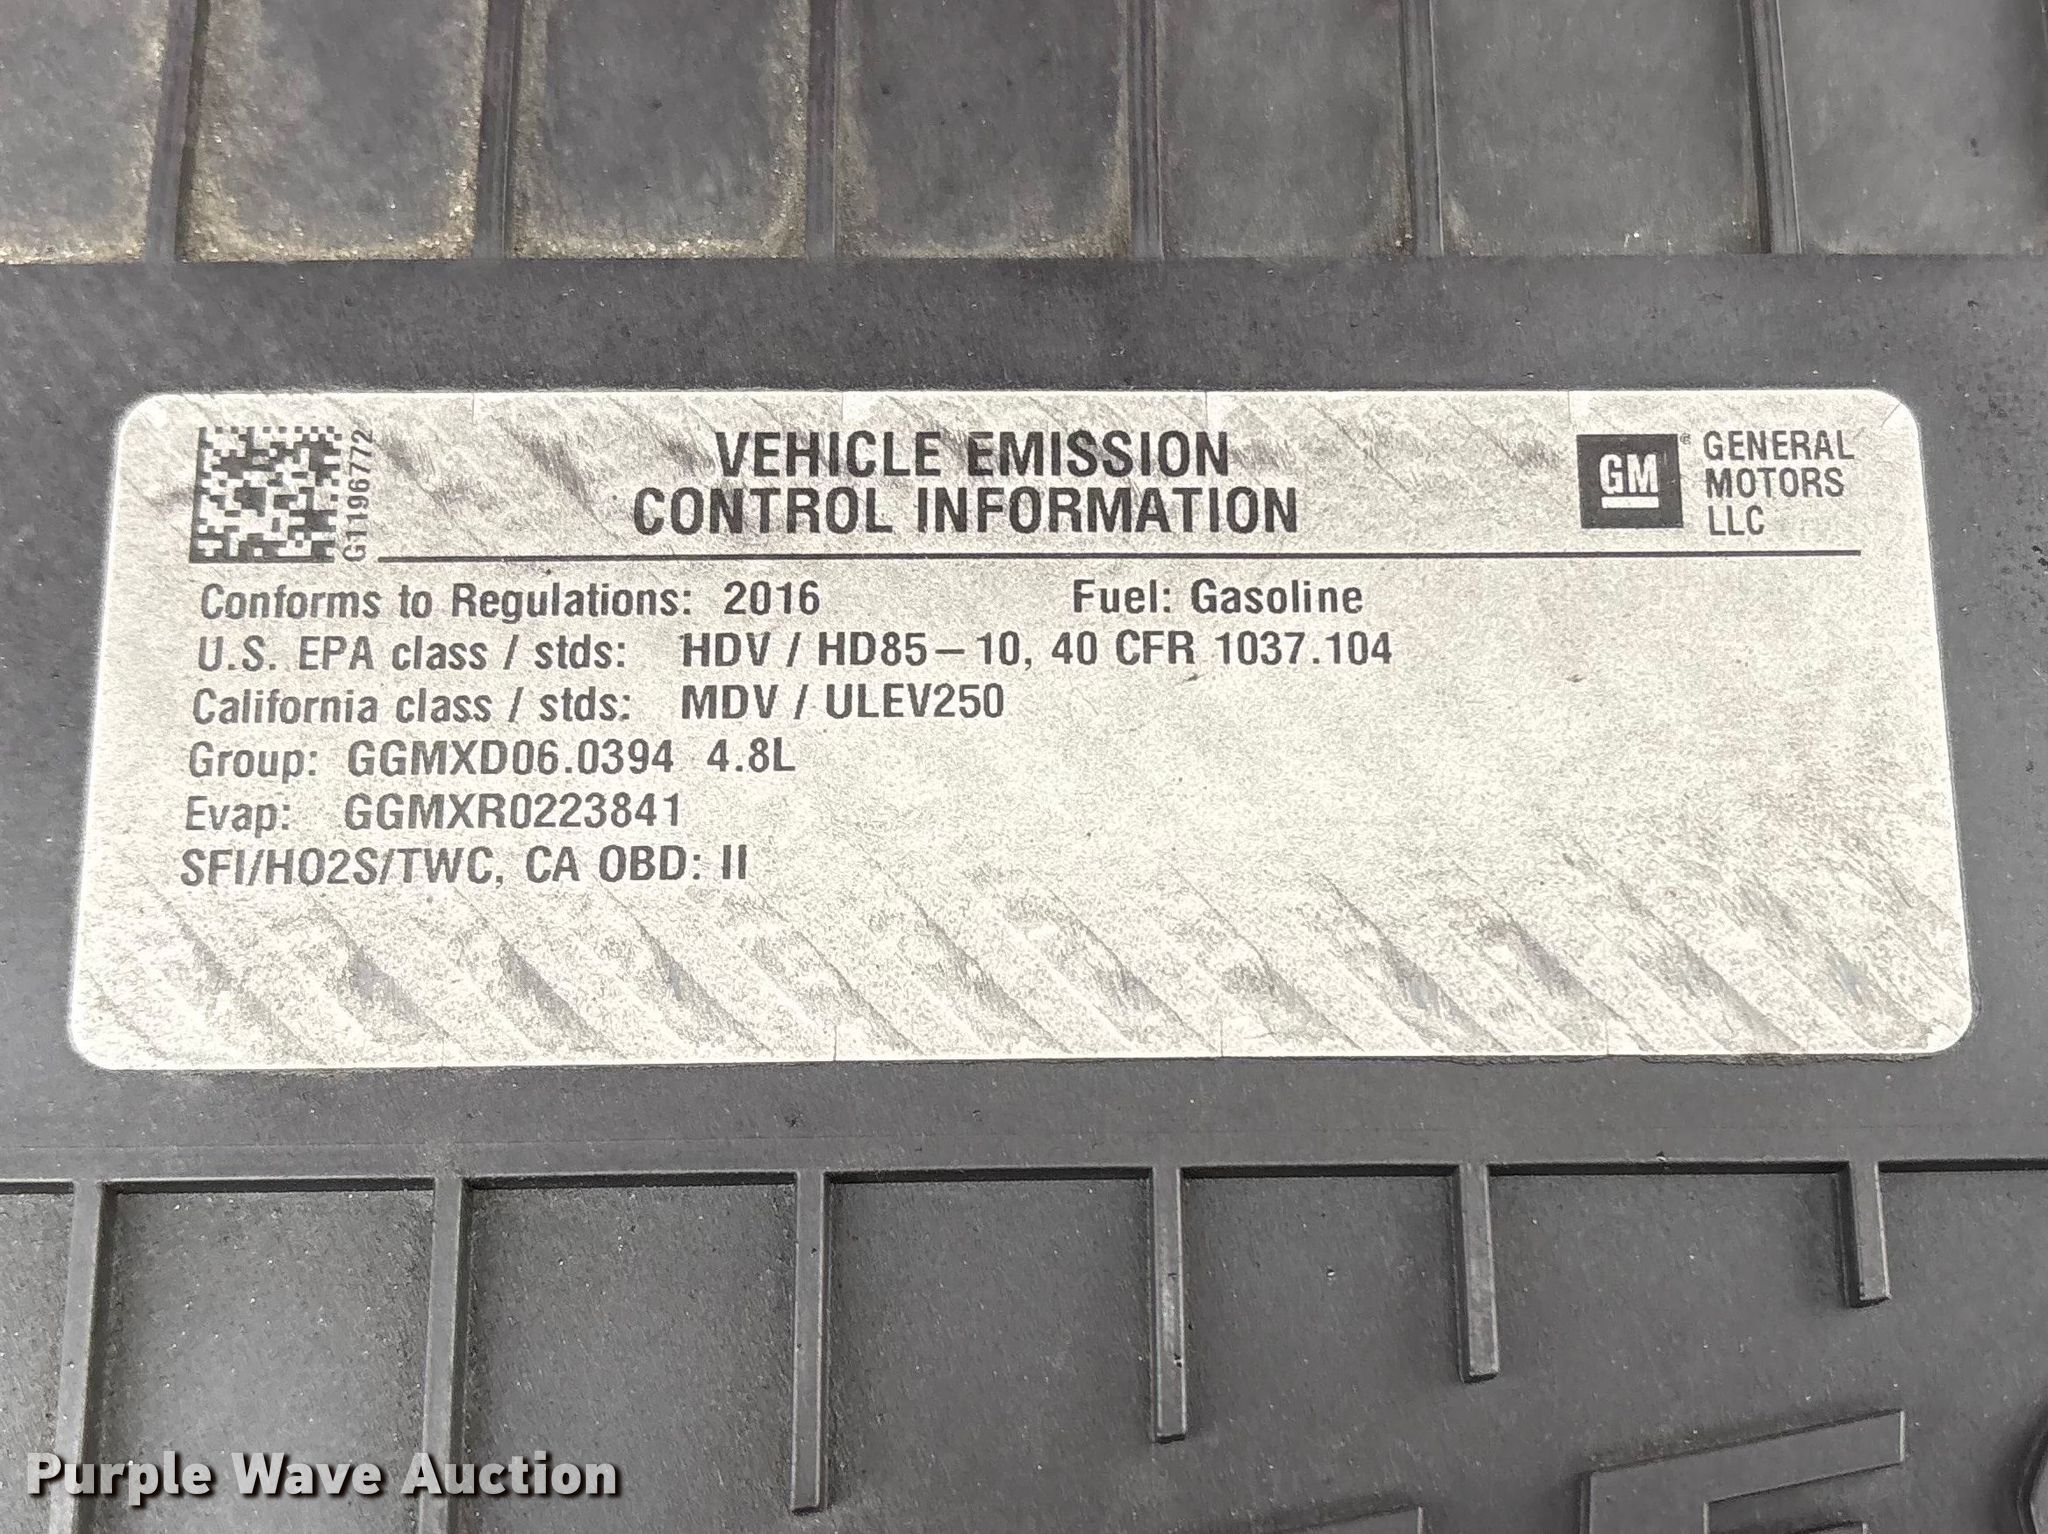 G1196772
VEHICLE EMISSION
CONTROL INFORMATION
GM®
GENERAL
MOTORS
LLC
Conforms to Regulations: 2016 Fuel: Gasoline
U.S. EPA class / stds: HDV / HD85-10, 40 CFR 1037.104
California class / stds: MDV / ULEV250
Group: GGMXD06.0394 4.8L
Evap: GGMXR0223841
SFI/HO2S/TWC, CA OBD: II
Purple Wave Auction